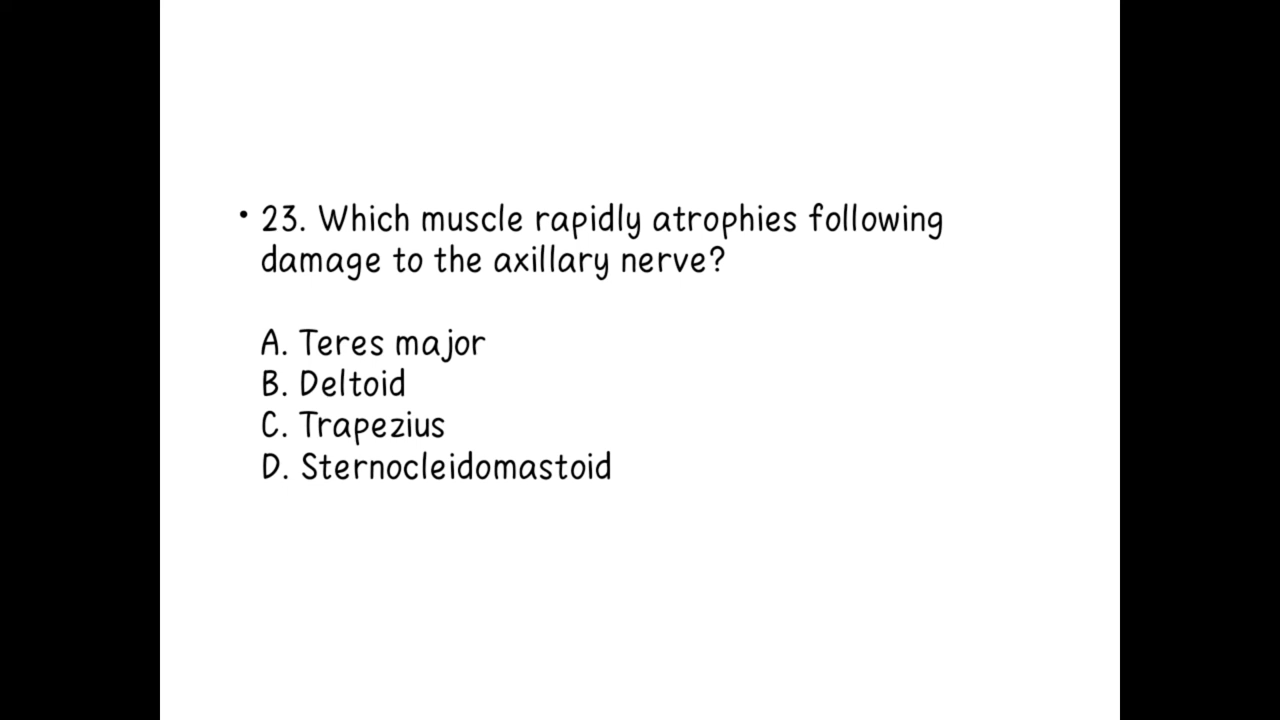 • 23. Which muscle rapidly atrophies following
damage to the axillary nerve?
A. Teres major
B. Deltoid
C. Trapezius
D. Sternocleidomastoid